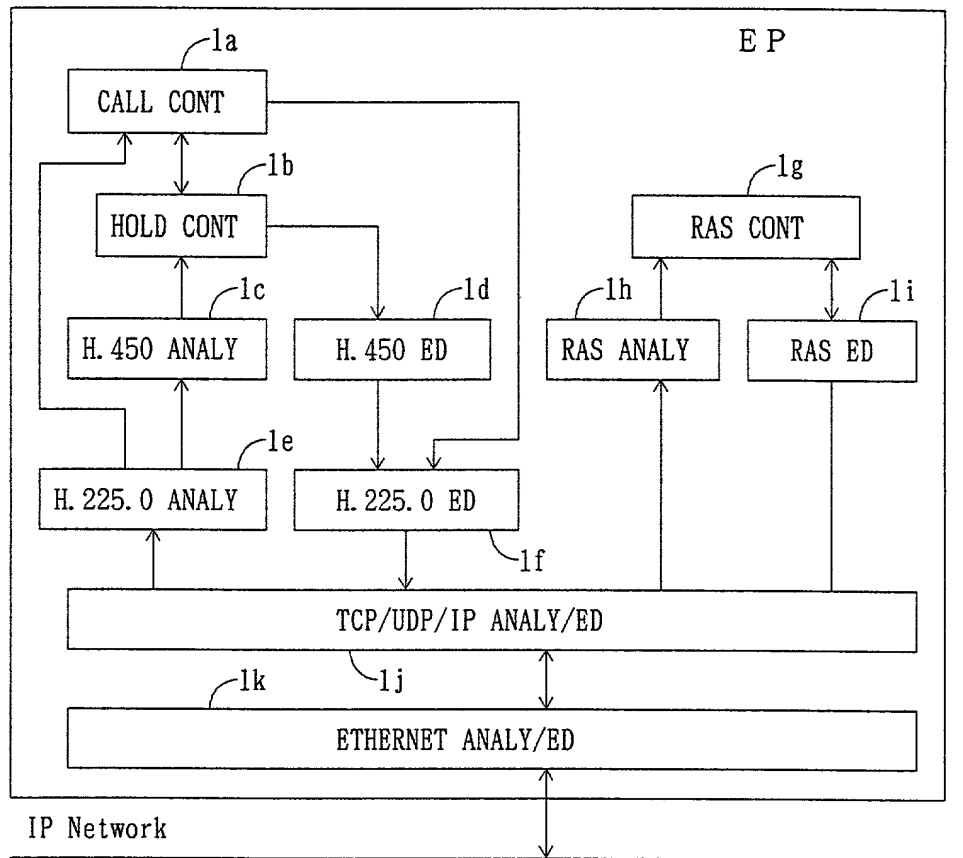 EP
1a
CALL CONT
1b
HOLD CONT
1g
RAS CONT
1c
H.450 ANALY
1d
H.450 ED
1h
RAS ANALY
1i
RAS ED
1e
H.225.0 ANALY
H.225.0 ED
1f
TCP/UDP/IP ANALY/ED
1j
1k
ETHERNET ANALY/ED
IP Network